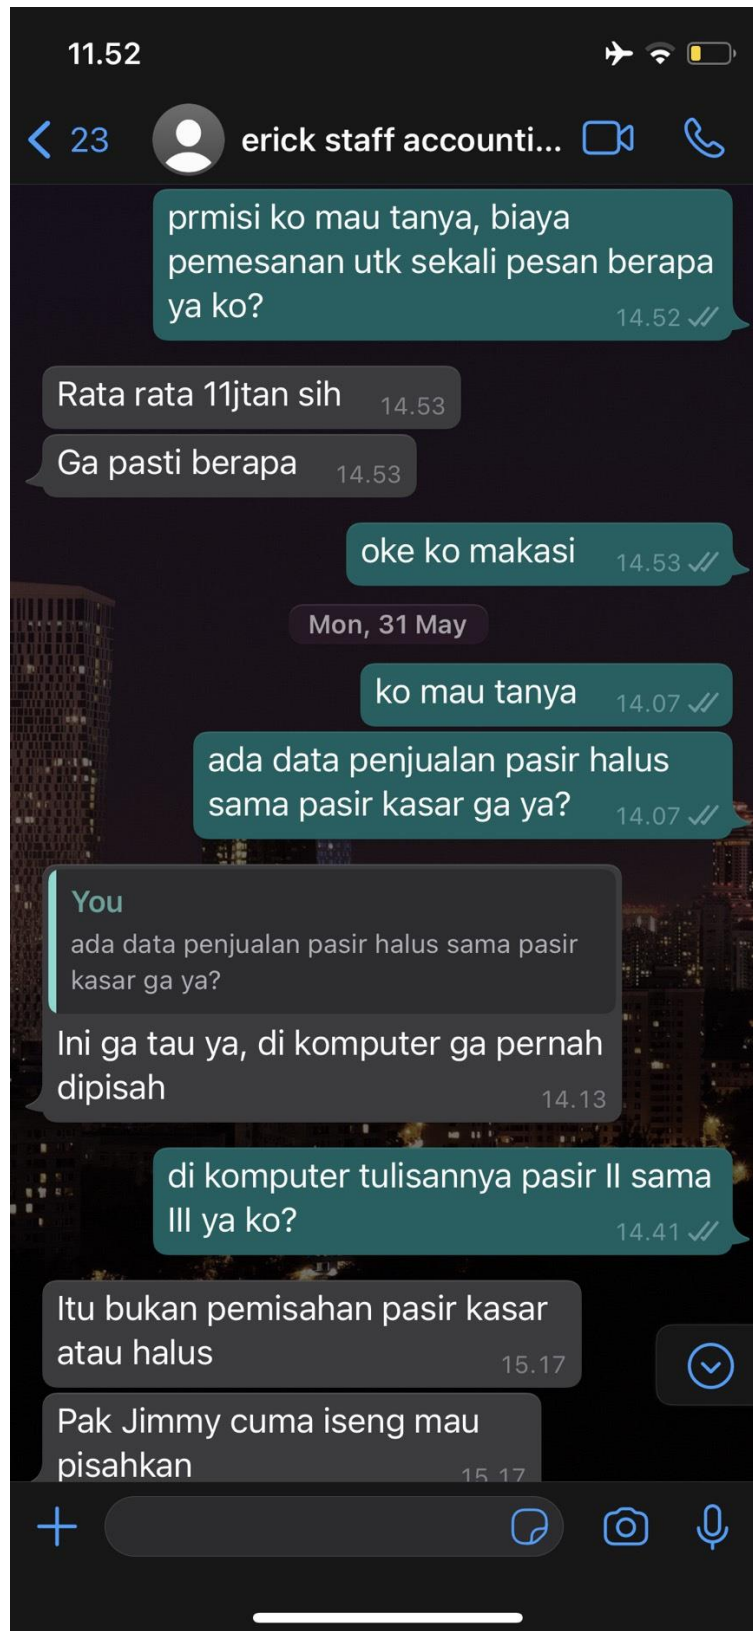 11.52
23
erick staff accounti...
prmisi ko mau tanya, biaya
pemesanan utk sekali pesan berapa
ya ko?
14.52
Rata rata 11jtan sih
14.53
Ga pasti berapa
14.53
oke ko makasi
14.53
Mon, 31 May
ko mau tanya
14.07
ada data penjualan pasir halus
sama pasir kasar ga ya?
14.07
You
ada data penjualan pasir halus sama pasir
kasar ga ya?
Ini ga tau ya, di komputer ga pernah
dipisah
14.13
di komputer tulisannya pasir II sama
III ya ko?
14.41
Itu bukan pemisahan pasir kasar
atau halus
15.17
Pak Jimmy cuma iseng mau
pisahkan
15.17